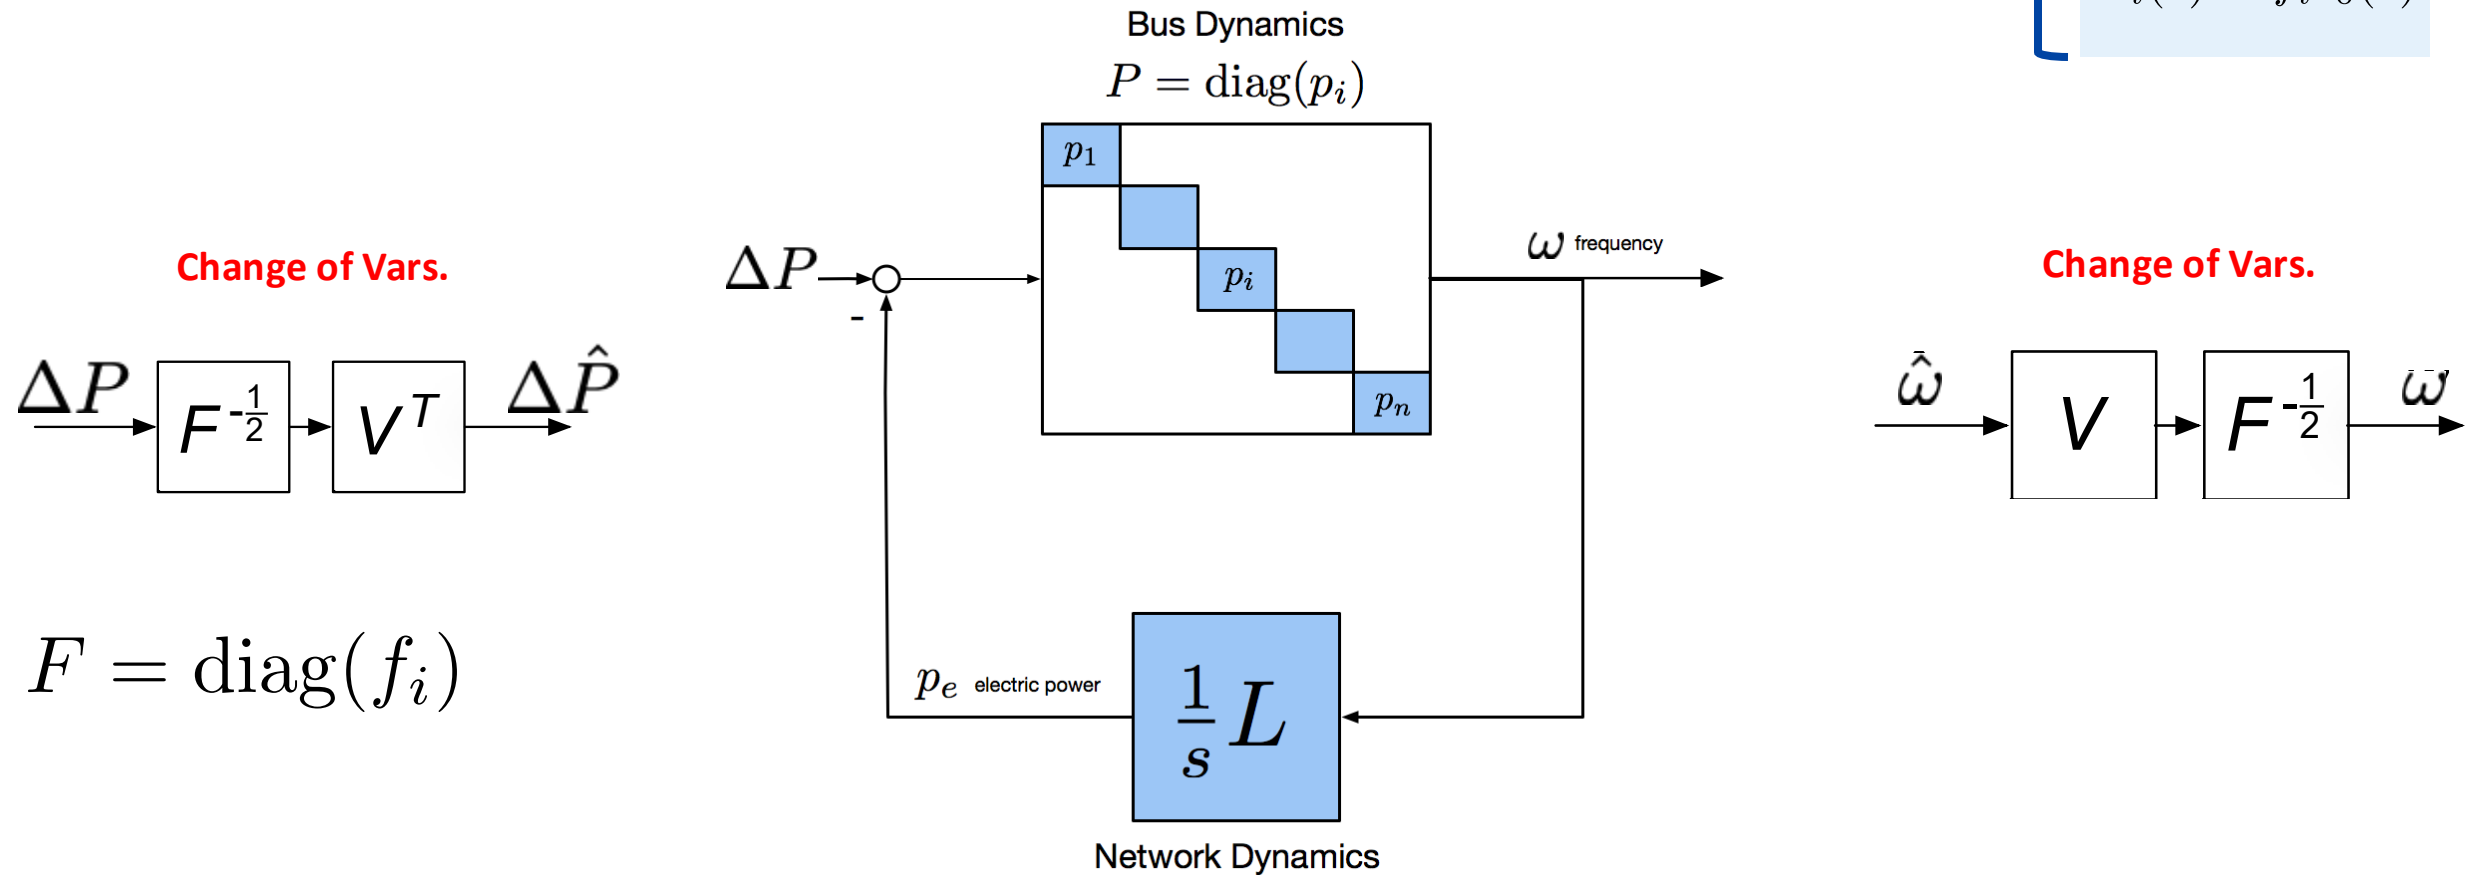 Bus Dynamics
P = diag(p_i)
p_1
p_i
p_n
Change of Vars.
ΔP
F^{-1/2}
V^T
ΔP̂
F = diag(f_i)
ΔP
-
ω frequency
p_e electric power
1/s L
Network Dynamics
Change of Vars.
ω̂
V
F^{-1/2}
ω